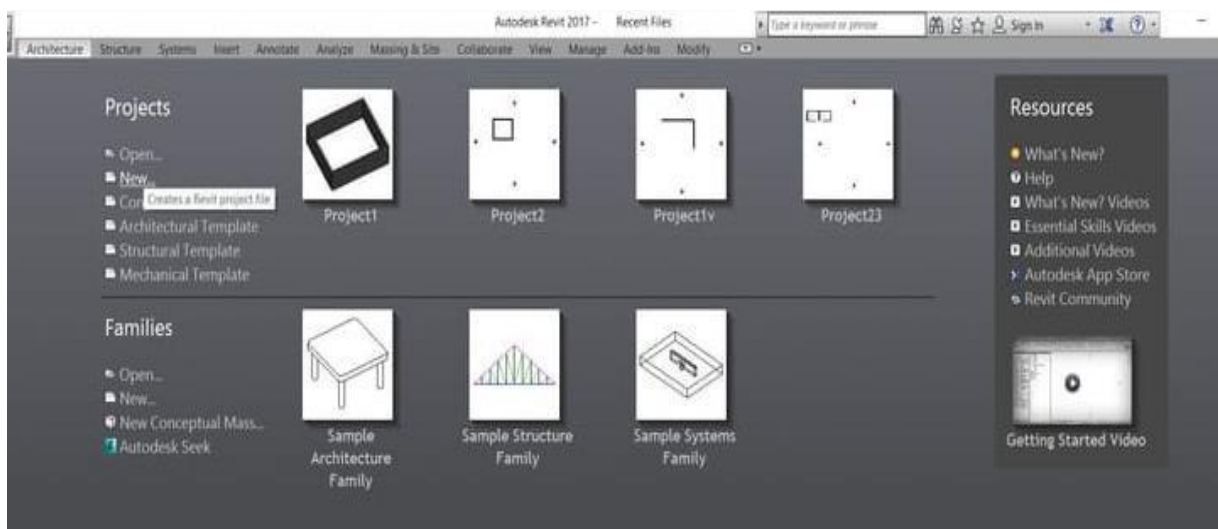 Autodesk Revit 2017 - Recent Files
Type a keyword or phrase
Sign In
Architecture Structure Systems Insert Annotate Analyze Massing & Site Collaborate View Manage Add-Ins Modify
Projects
Open...
New...
Creates a Revit project file
Architectural Template
Structural Template
Mechanical Template
Project1
Project2
Project1v
Project23
Families
Open...
New...
New Conceptual Mass...
Autodesk Seek
Sample
Architecture
Family
Sample Structure
Family
Sample Systems
Family
Resources
What's New?
Help
What's New? Videos
Essential Skills Videos
Additional Videos
Autodesk App Store
Revit Community
Getting Started Video